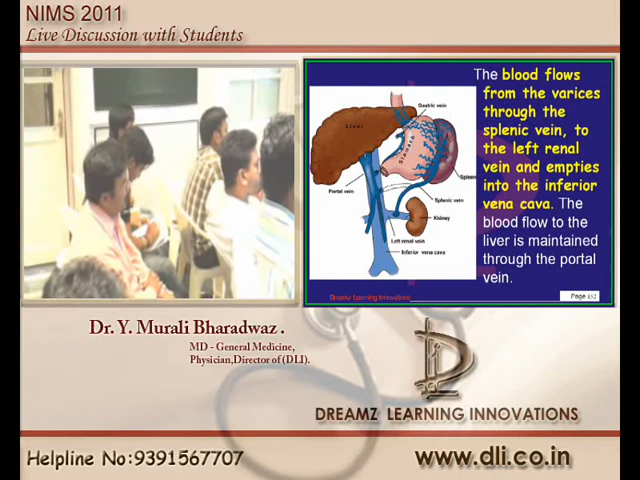 NIMS 2011
Live Discussion with Students
The blood flows
from the varices
through the
splenic vein, to
the left renal
vein and empties
into the inferior
vena cava. The
blood flow to the
liver is maintained
through the portal
vein.
Gastric vein
Liver
Stomach
Spleen
Portal vein
Splenic vein
Kidney
Left renal vein
Inferior vena cava
Dreamz Learning Innovations
Page 152
Dr. Y. Murali Bharadwaz .
MD - General Medicine,
Physician,Director of (DLI).
DREAMZ LEARNING INNOVATIONS
Helpline No:9391567707
www.dli.co.in